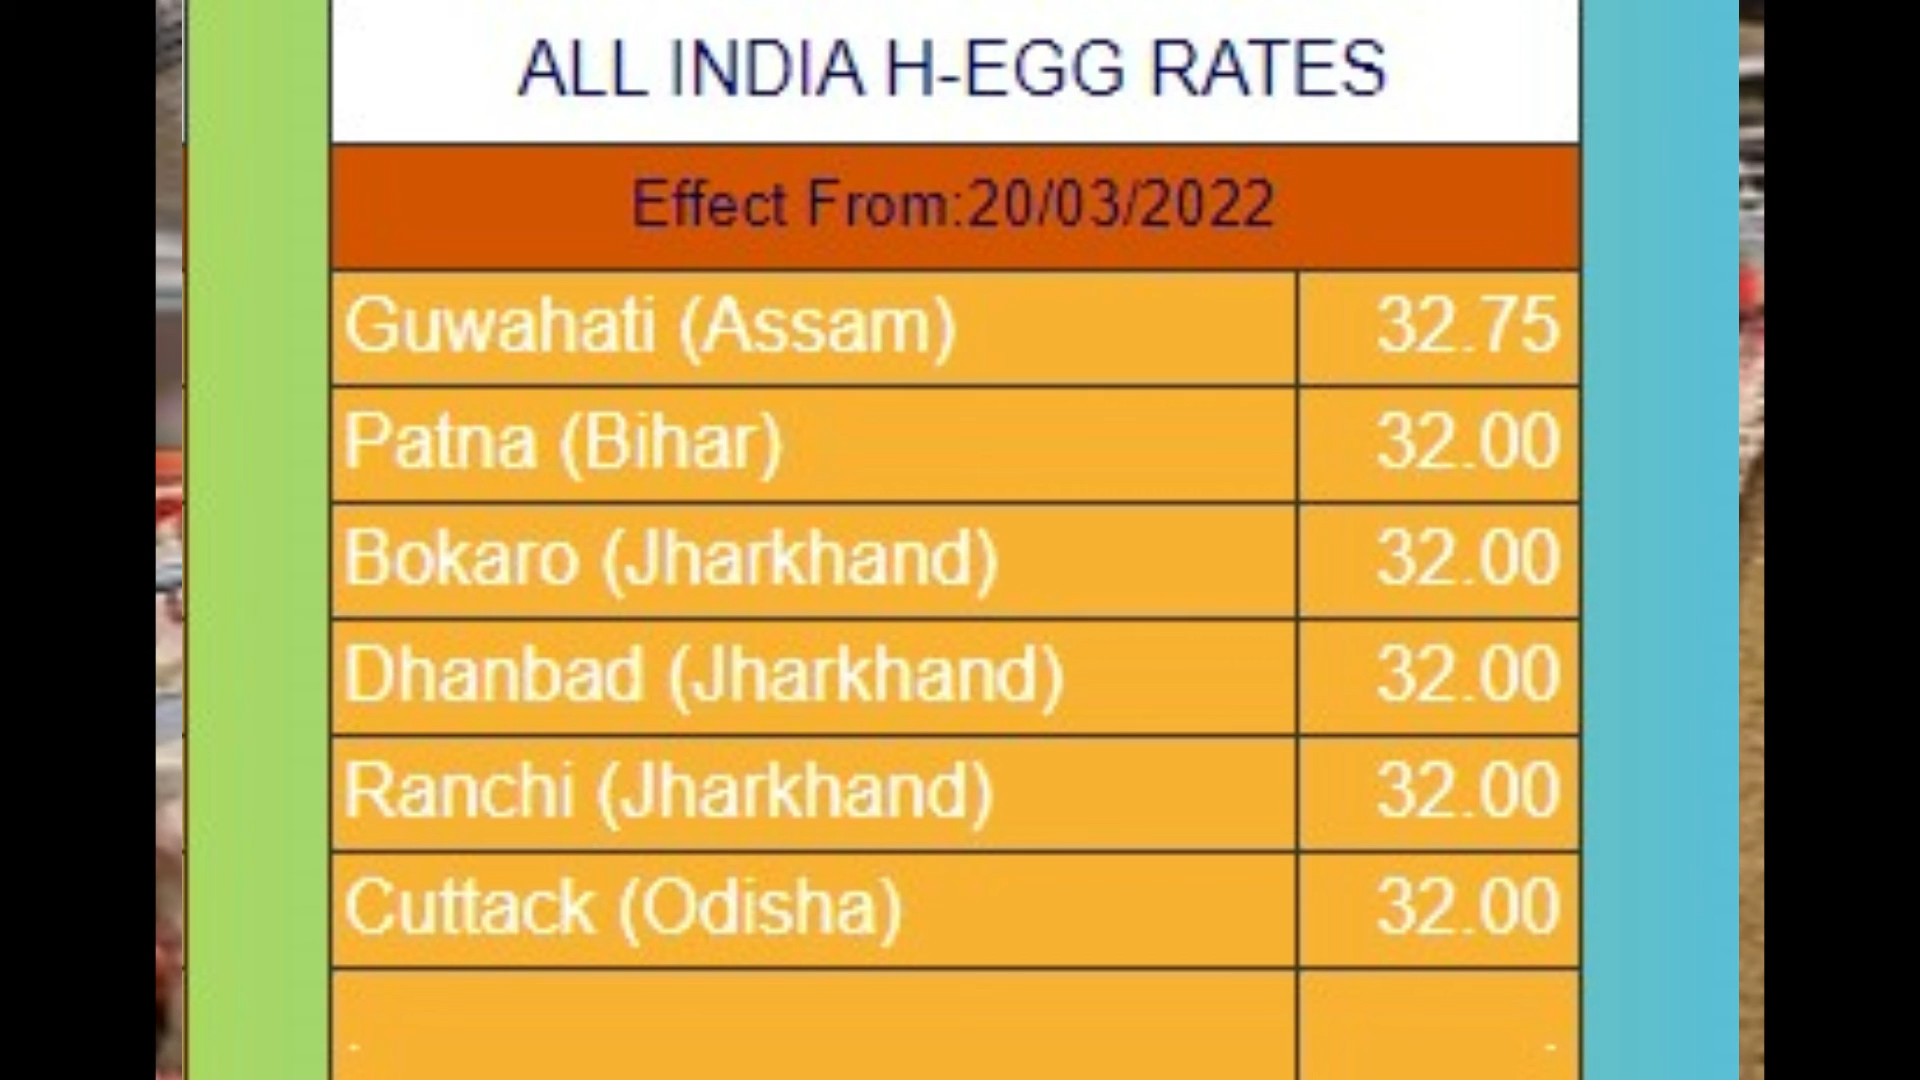 ALL INDIA H-EGG RATES
Effect From:20/03/2022
Guwahati (Assam) 32.75
Patna (Bihar) 32.00
Bokaro (Jharkhand) 32.00
Dhanbad (Jharkhand) 32.00
Ranchi (Jharkhand) 32.00
Cuttack (Odisha) 32.00
- -